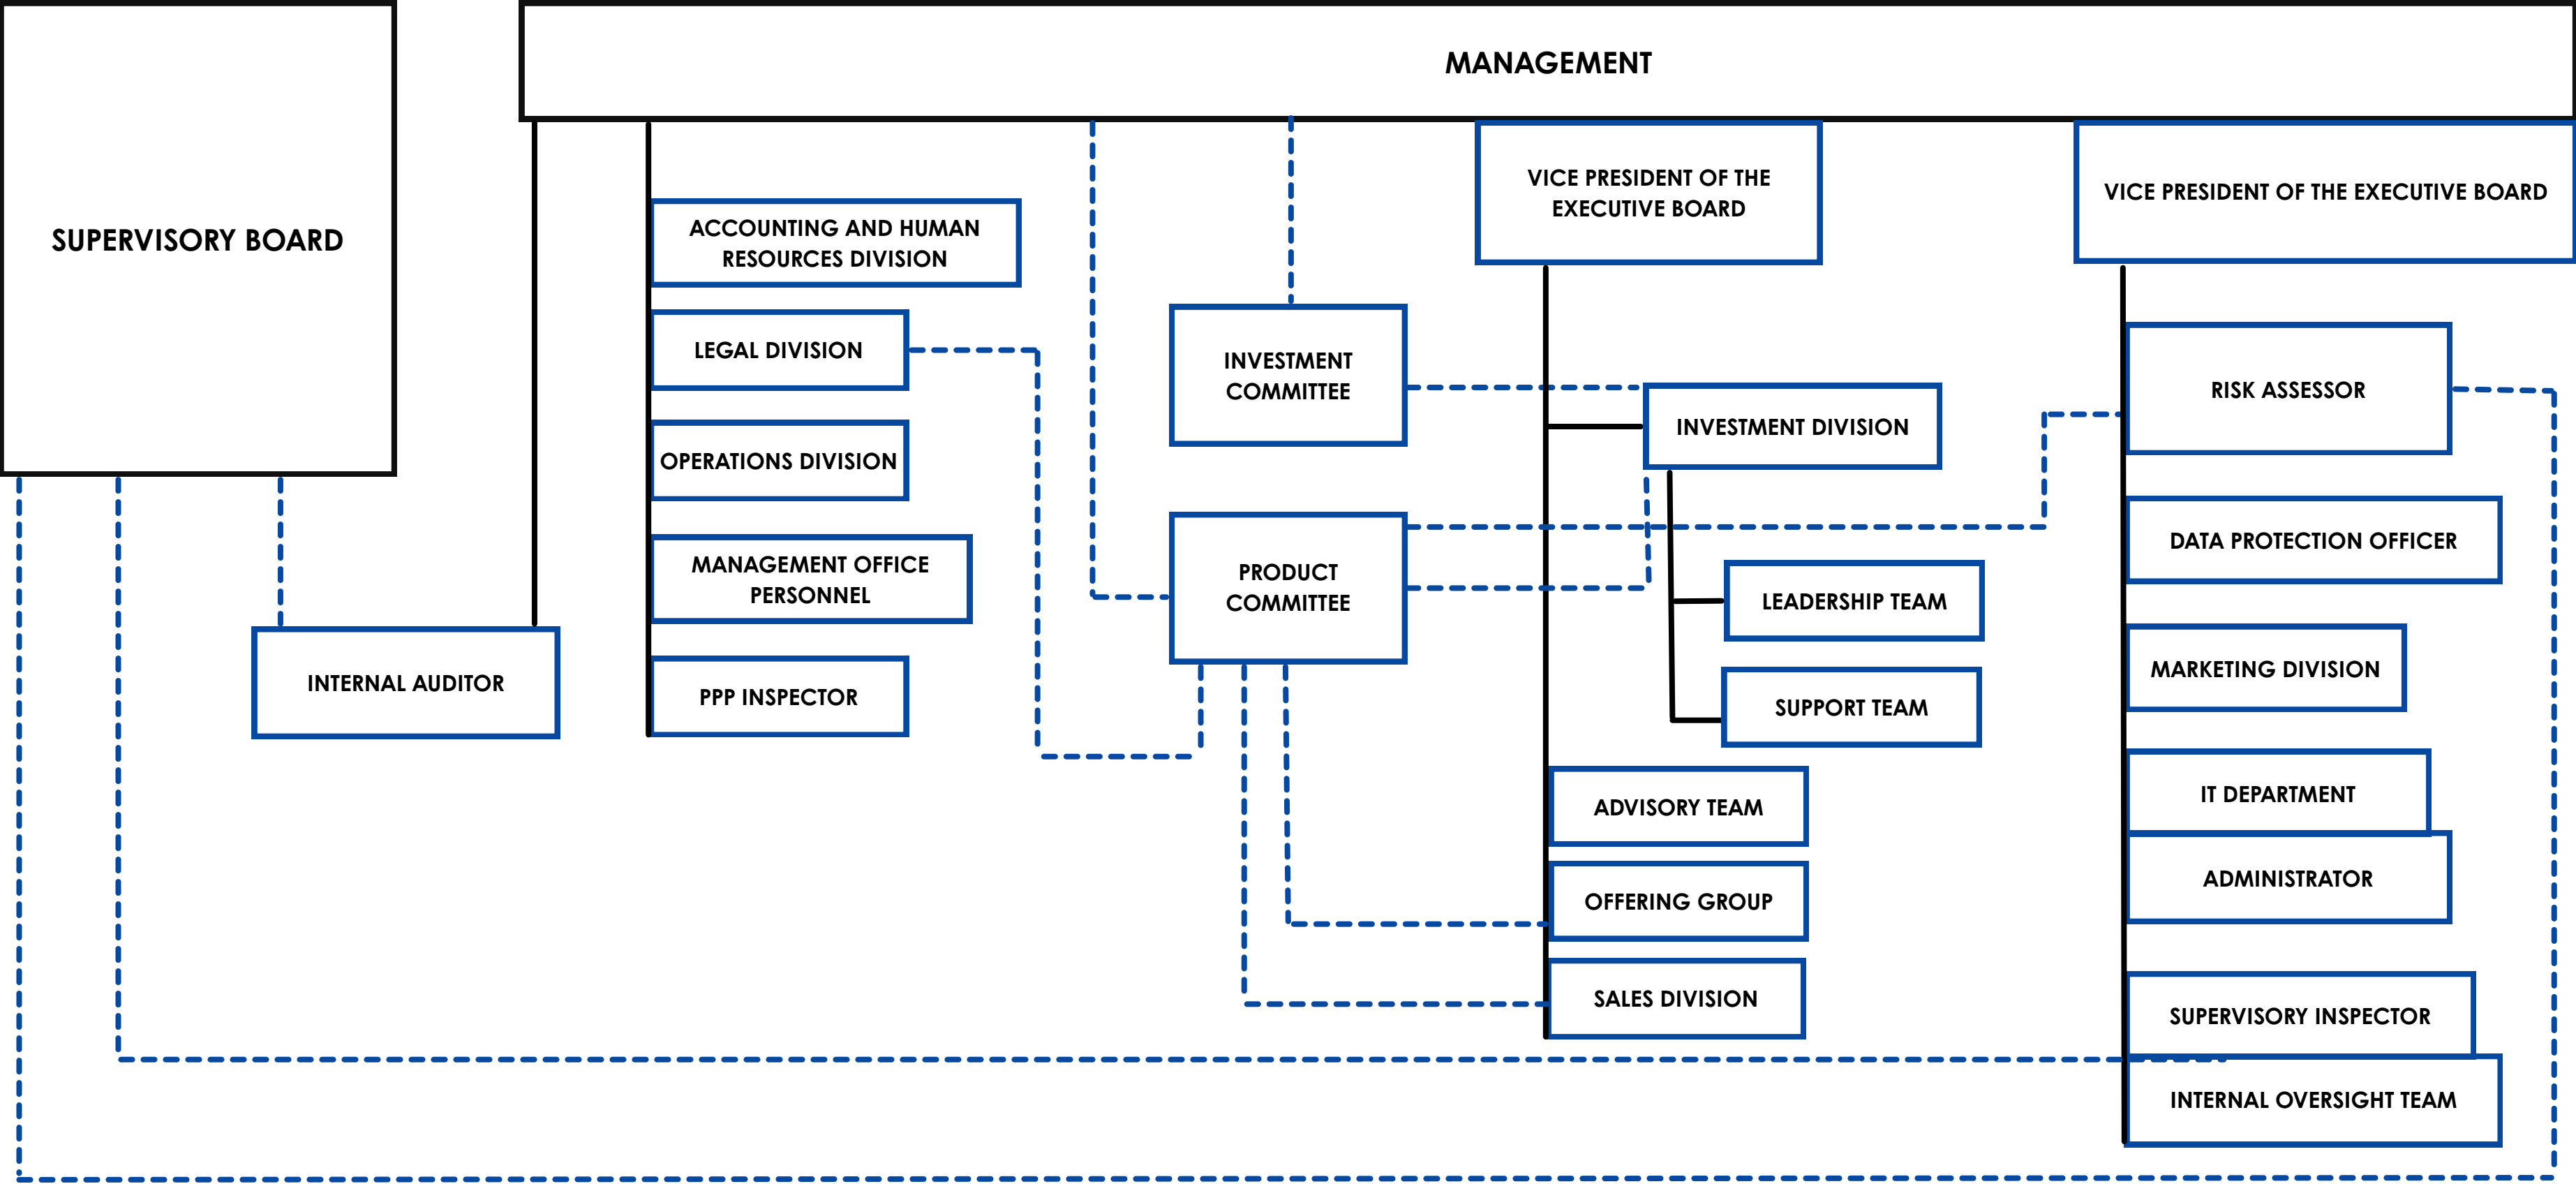 MANAGEMENT
SUPERVISORY BOARD
ACCOUNTING AND HUMAN
RESOURCES DIVISION
LEGAL DIVISION
OPERATIONS DIVISION
MANAGEMENT OFFICE
PERSONNEL
PPP INSPECTOR
INTERNAL AUDITOR
INVESTMENT
COMMITTEE
PRODUCT
COMMITTEE
VICE PRESIDENT OF THE
EXECUTIVE BOARD
INVESTMENT DIVISION
LEADERSHIP TEAM
SUPPORT TEAM
ADVISORY TEAM
OFFERING GROUP
SALES DIVISION
VICE PRESIDENT OF THE EXECUTIVE BOARD
RISK ASSESSOR
DATA PROTECTION OFFICER
MARKETING DIVISION
IT DEPARTMENT
ADMINISTRATOR
SUPERVISORY INSPECTOR
INTERNAL OVERSIGHT TEAM